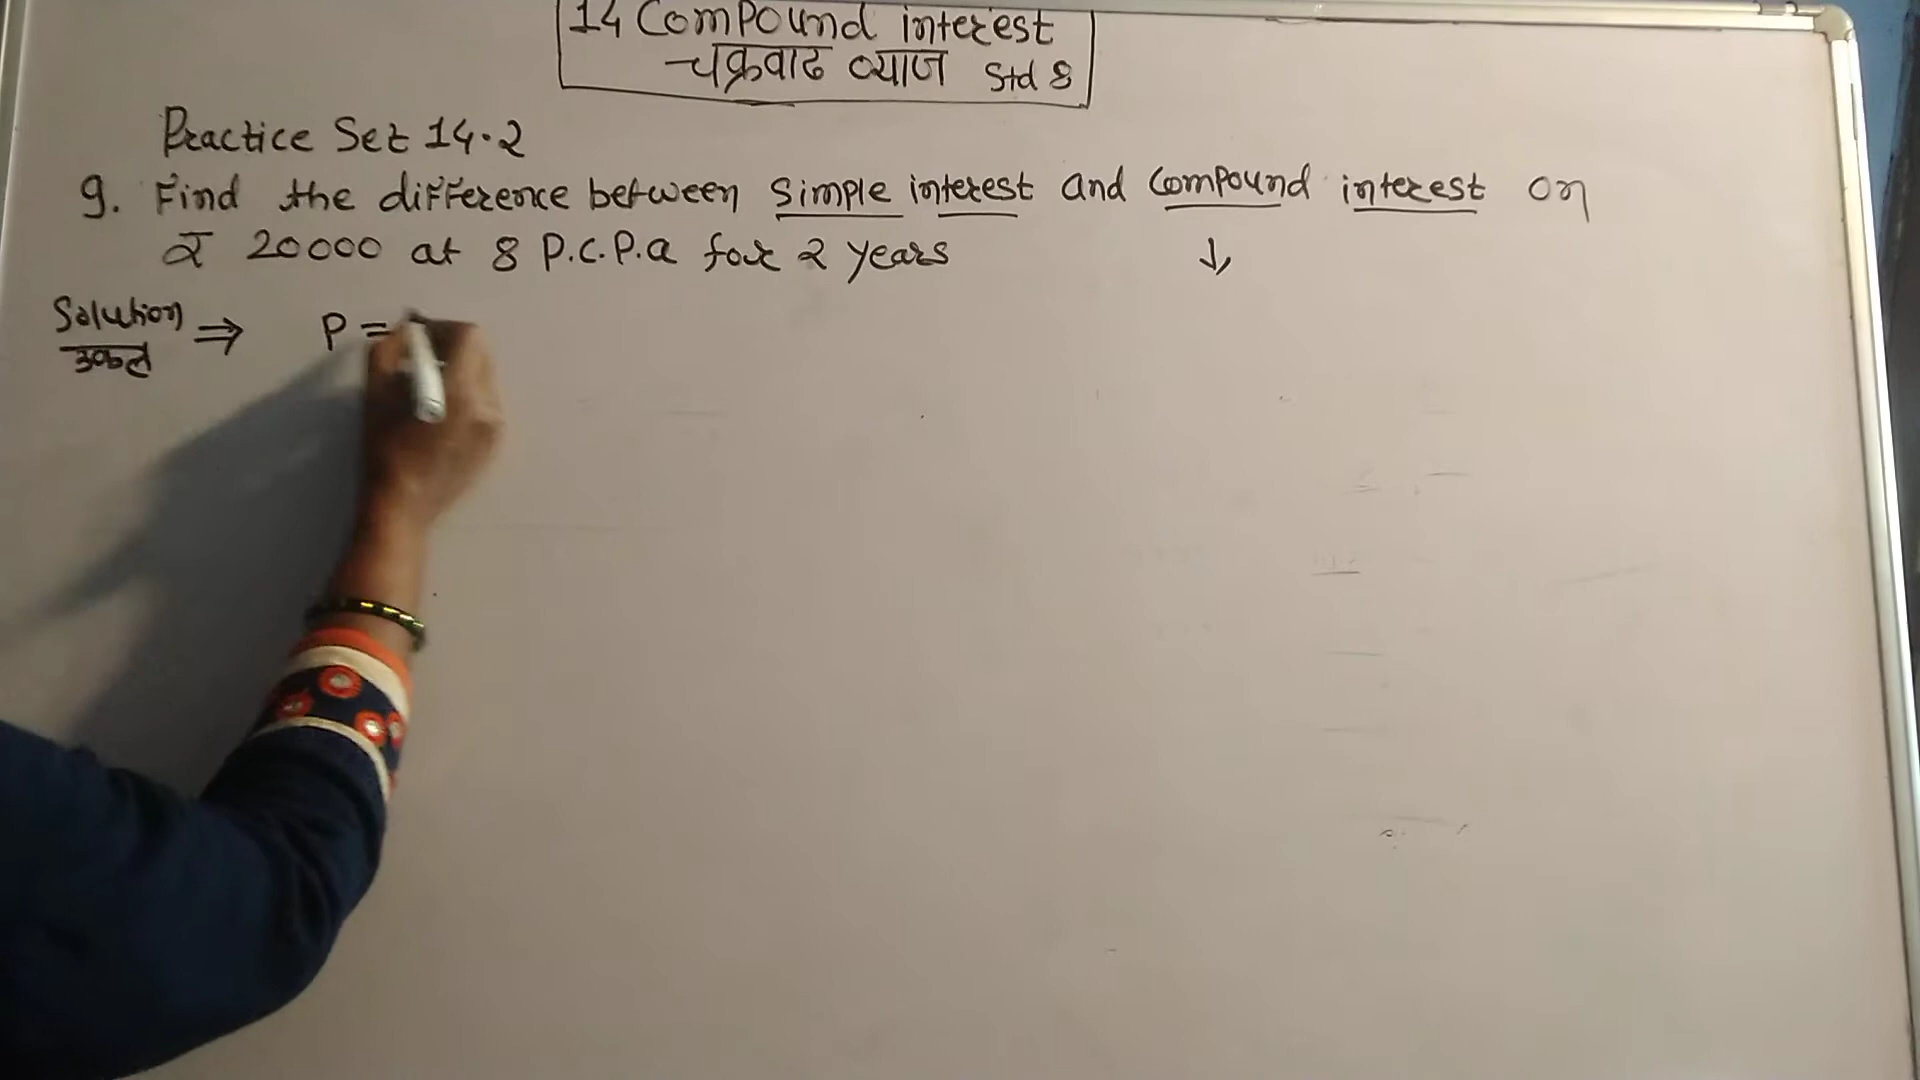 14 Compound interest
चक्रवाढ व्याज Std 8
Practice Set 14.2
9. Find the difference between simple interest and compound interest on
₹ 20000 at 8 P.C.P.a for 2 years
Solution ⇒ P =
उकल